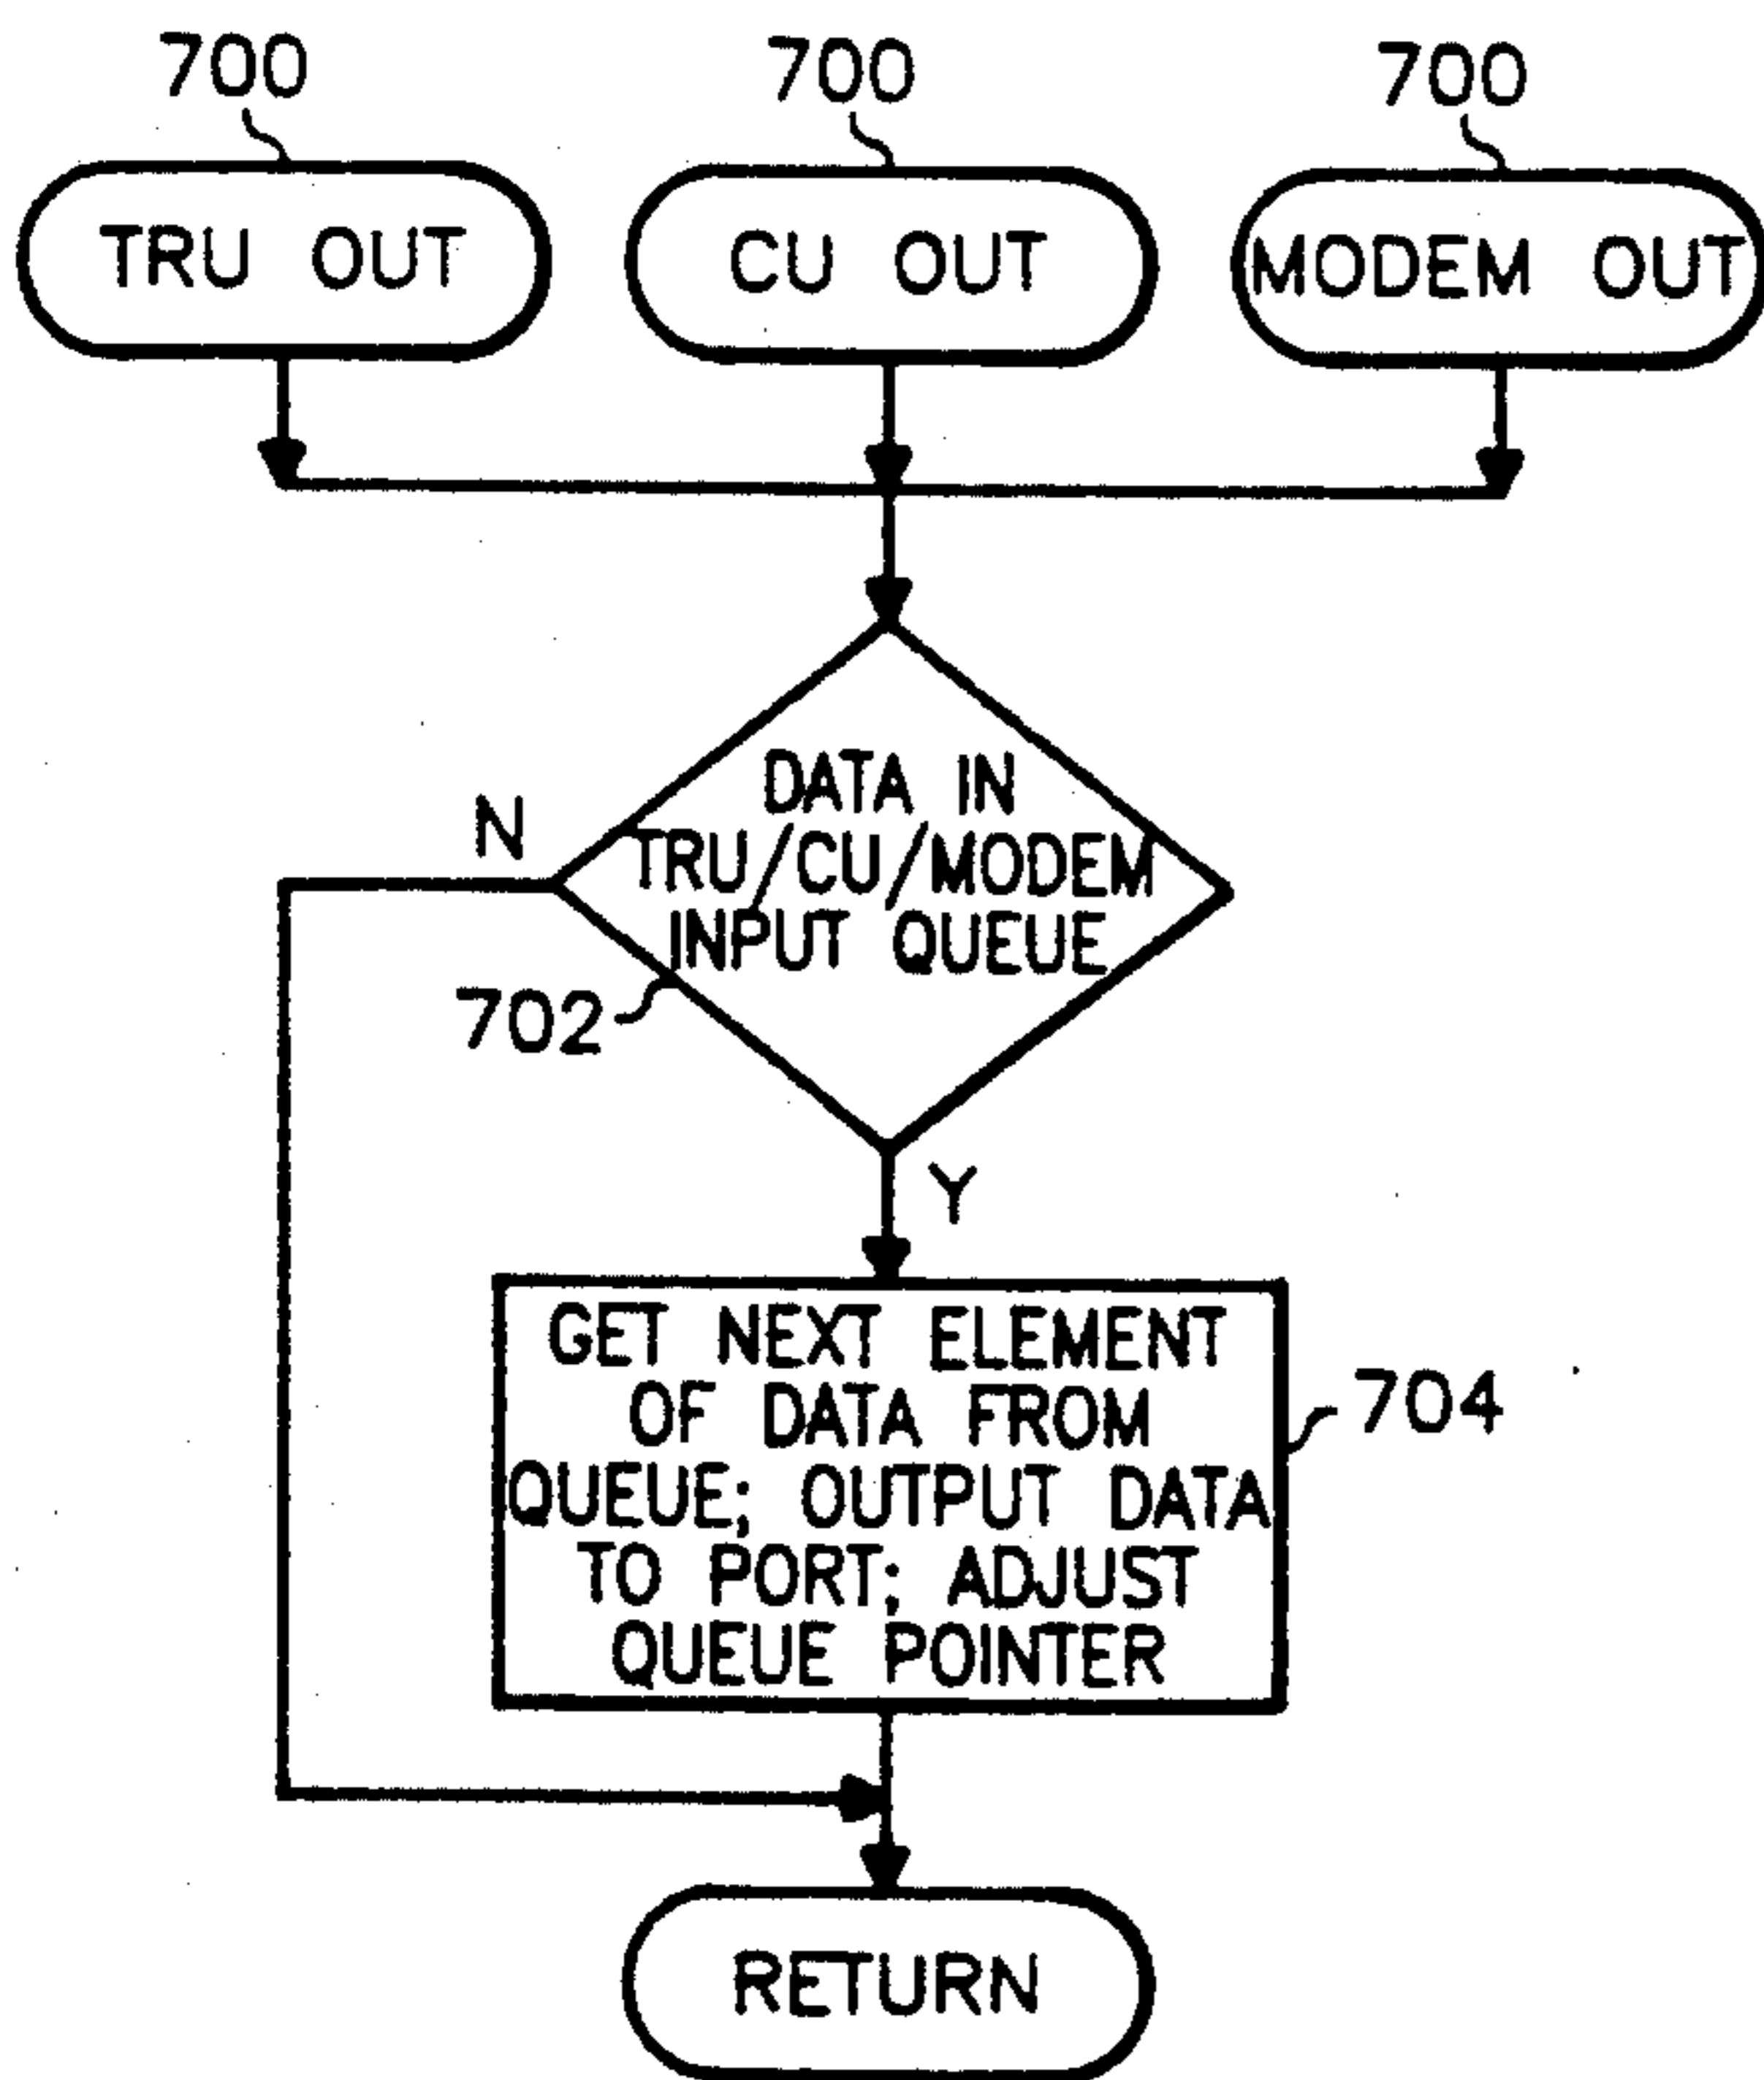 700 700 700
TRU OUT CU OUT MODEM OUT
DATA IN
N
TRU/CU/MODEM
INPUT QUEUE
702
Y
GET NEXT ELEMENT
OF DATA FROM
704
QUEUE; OUTPUT DATA
TO PORT; ADJUST
QUEUE POINTER
RETURN